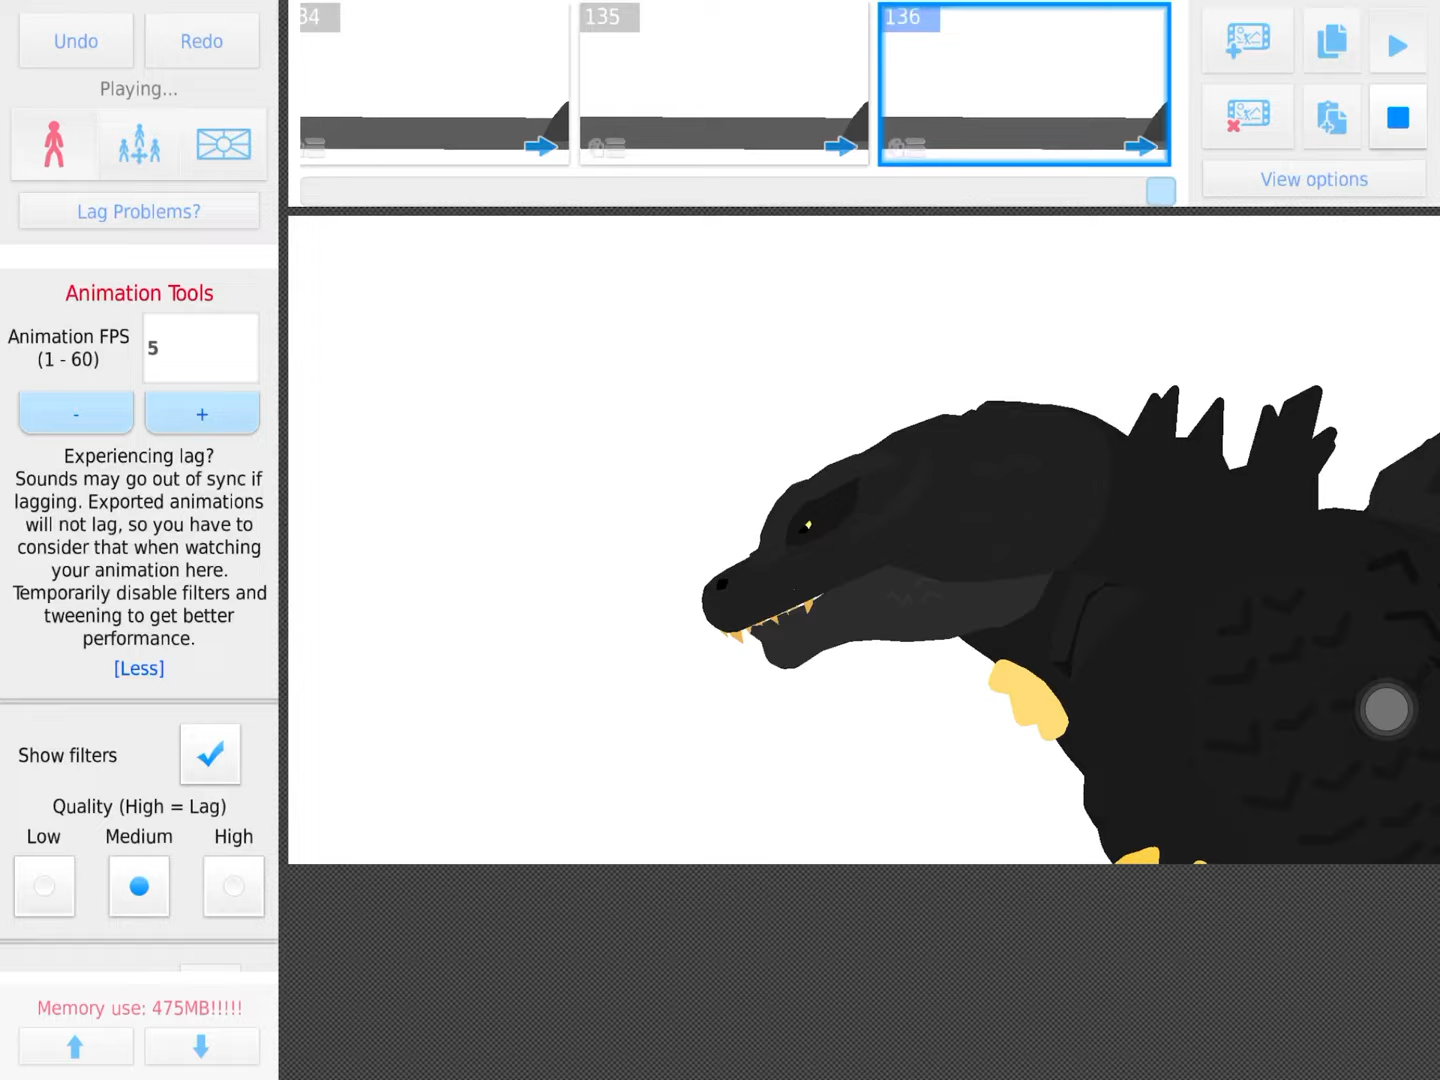 Undo
Redo
Playing...
Lag Problems?
Animation Tools
Animation FPS
(1 - 60)
5
-
+
Experiencing lag?
Sounds may go out of sync if
lagging. Exported animations
will not lag, so you have to
consider that when watching
your animation here.
Temporarily disable filters and
tweening to get better
performance.
[Less]
Show filters
Quality (High = Lag)
Low
Medium
High
Memory use: 475MB!!!!!
34
135
136
View options